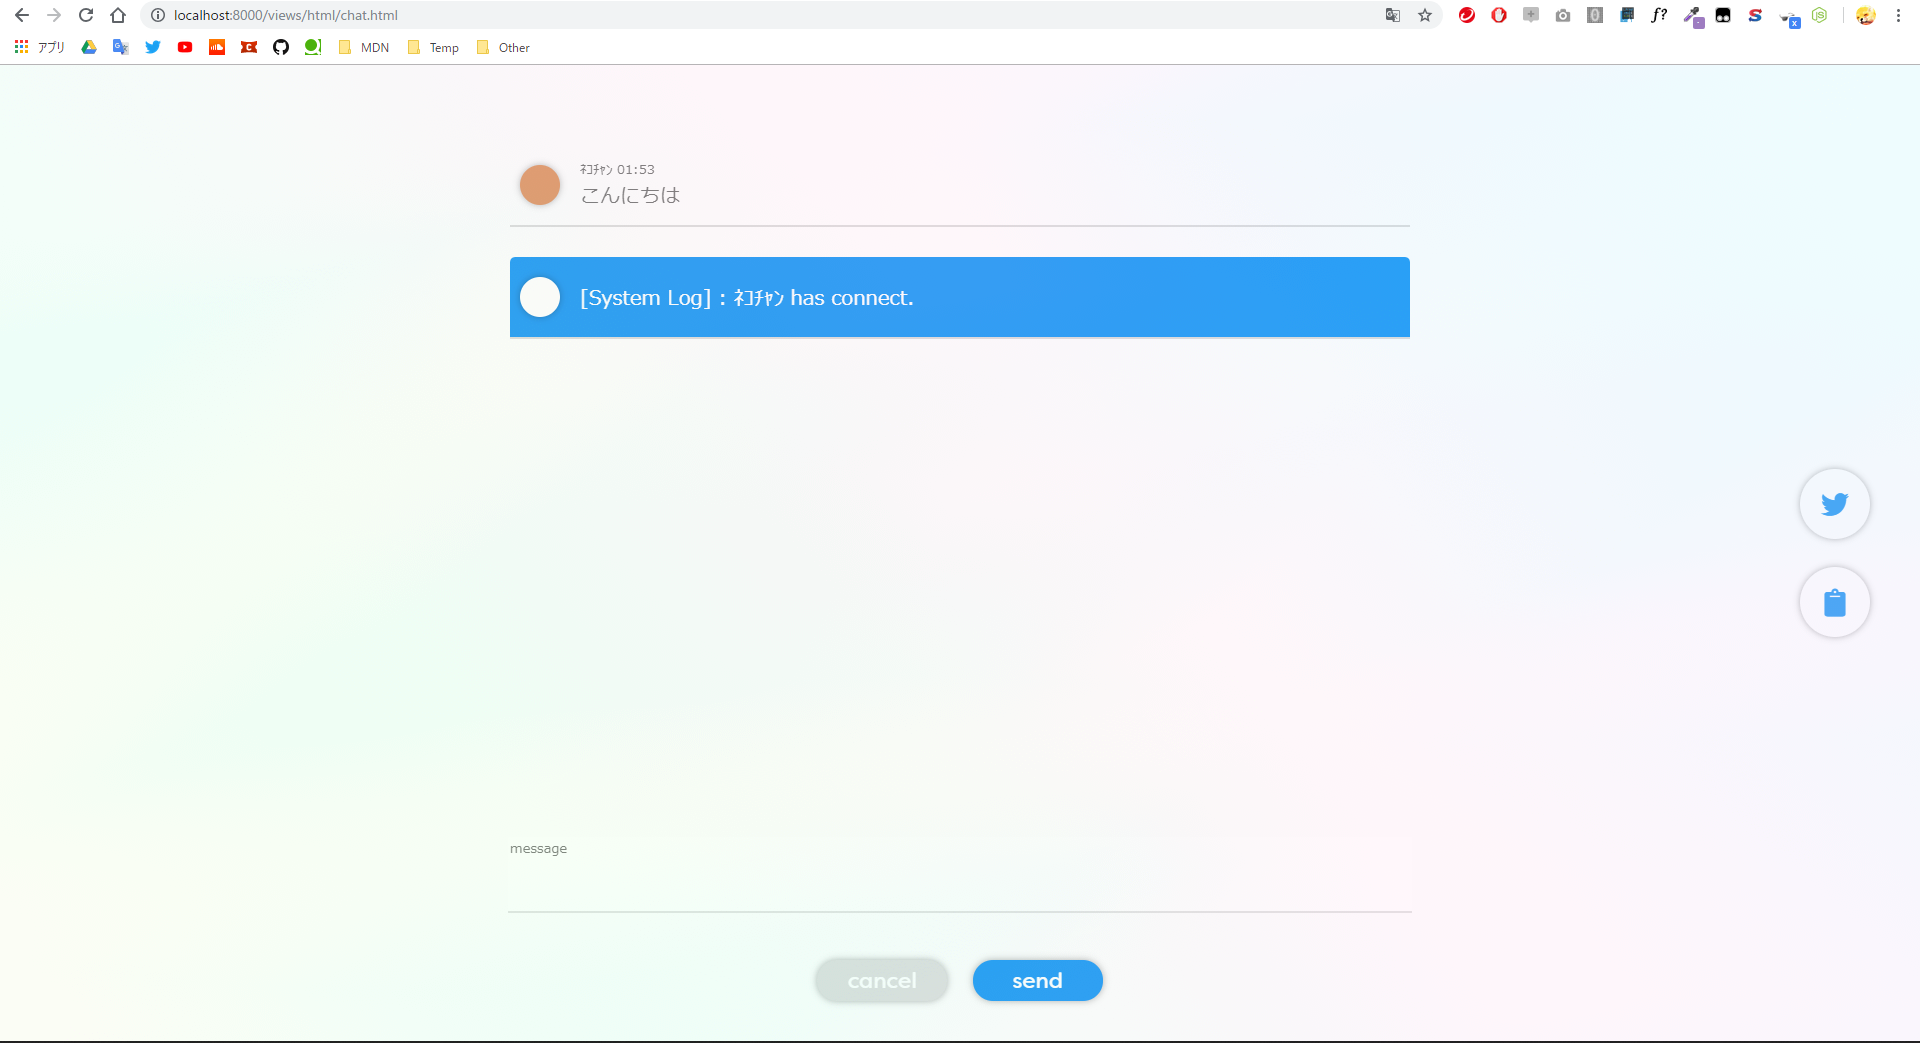 localhost:8000/views/html/chat.html
アプリ
MDN
Temp
Other
ﾈｺﾁｬﾝ 01:53
こんにちは
[System Log] : ﾈｺﾁｬﾝ has connect.
message
cancel
send